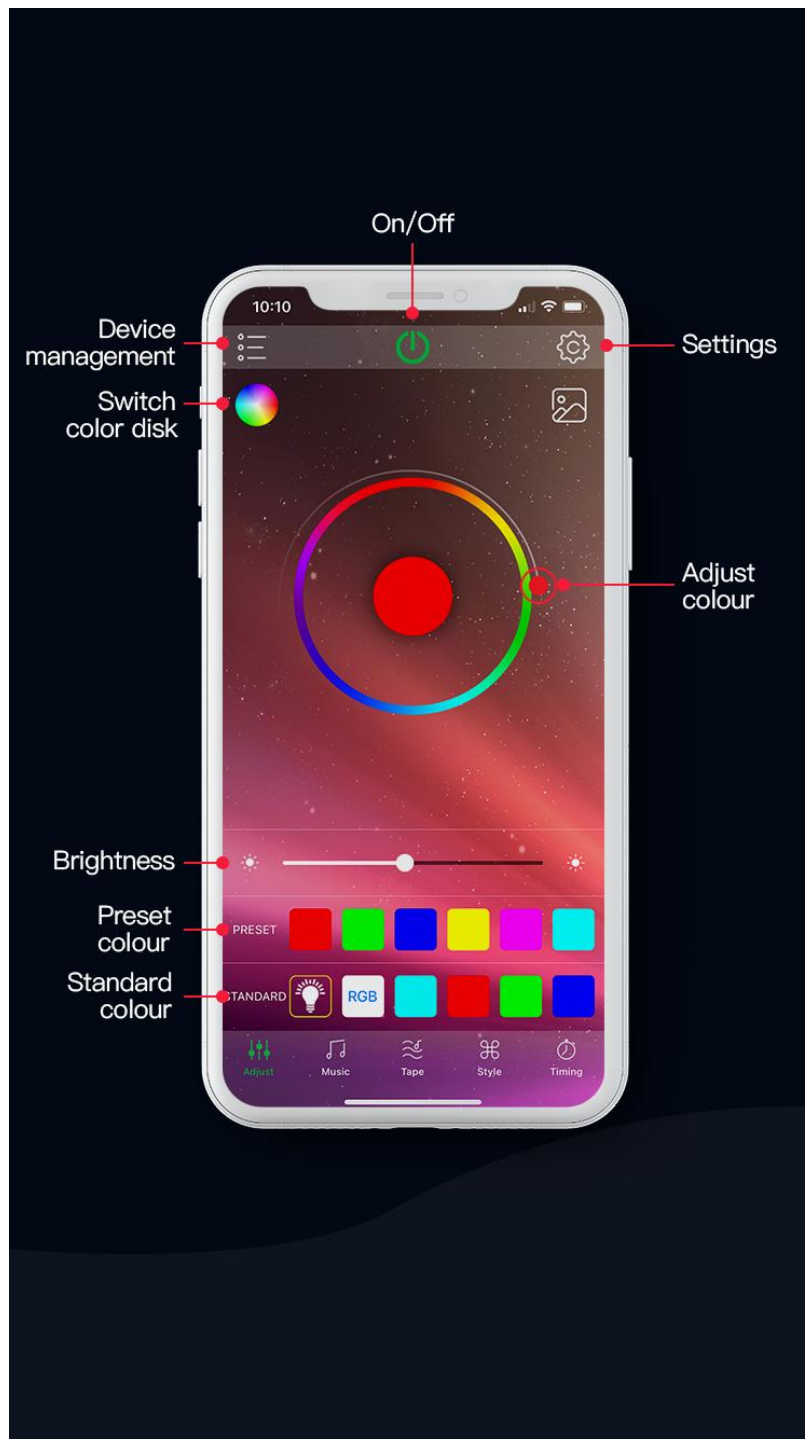 On/Off
10:10
Device
management
Settings
Switch
color disk
Adjust
colour
Brightness
Preset
colour
PRESET
Standard
colour
STANDARD
RGB
Adjust
Music
Tape
Style
Timing